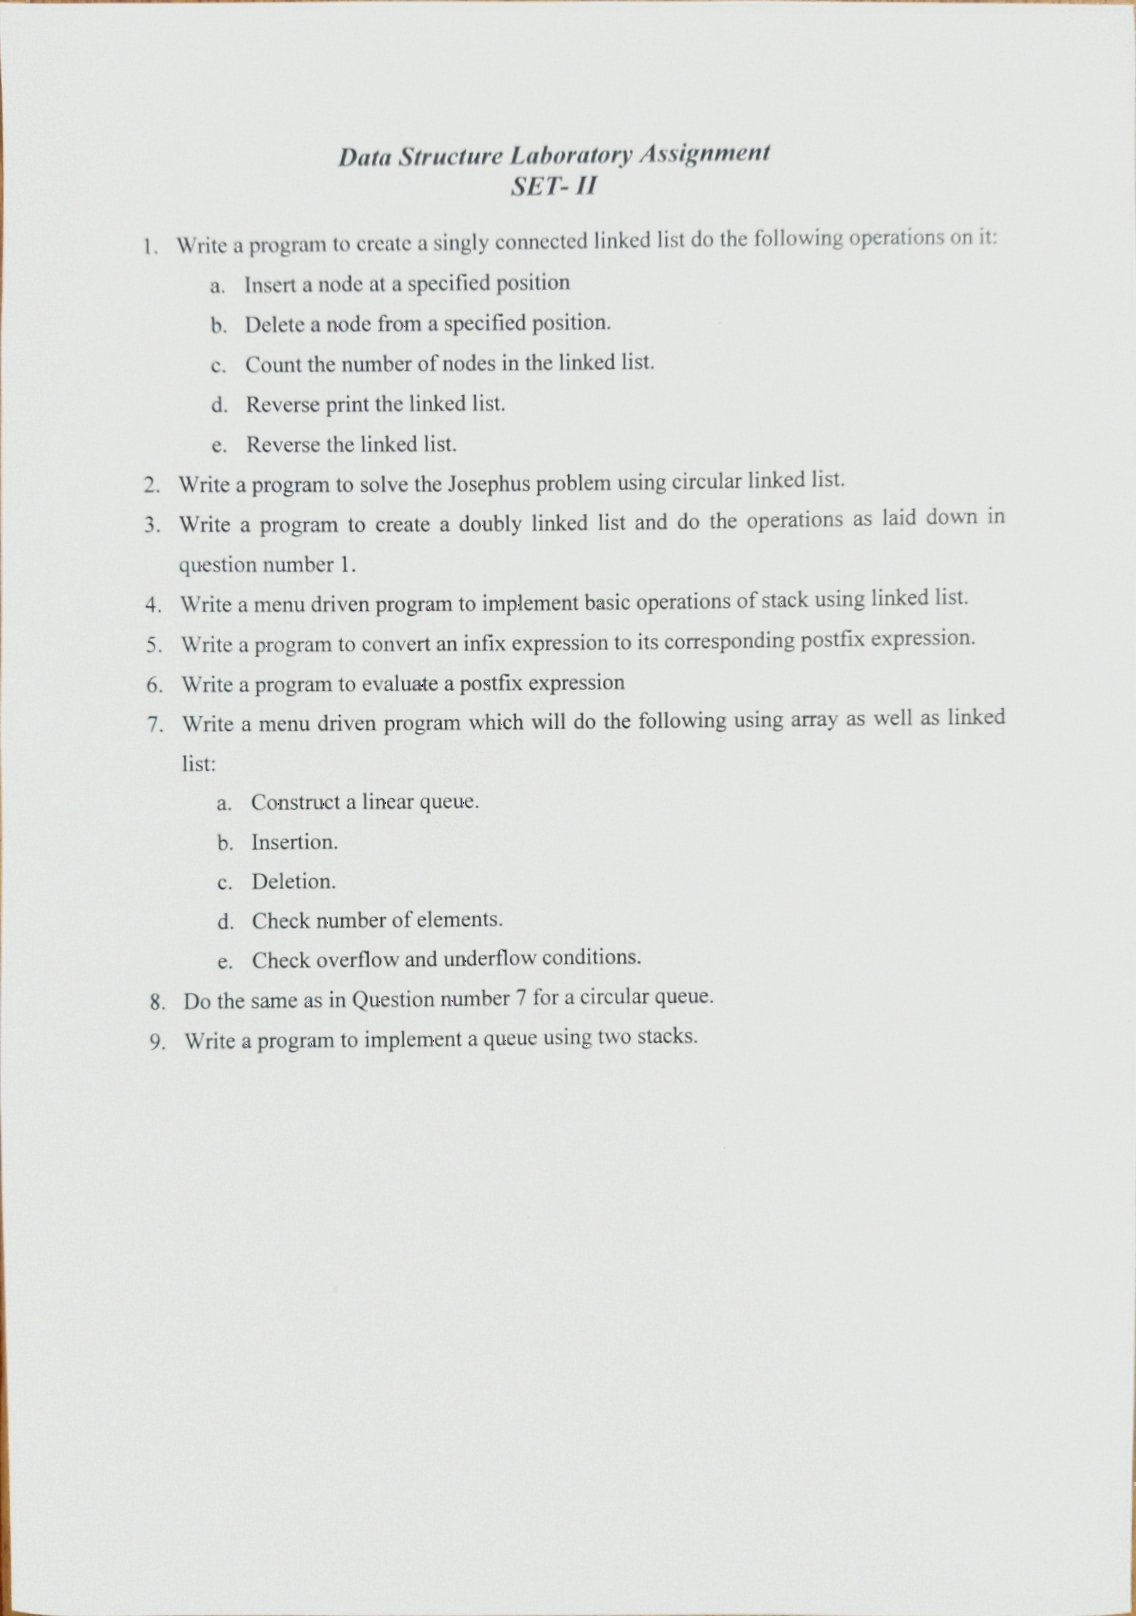 Data Structure Laboratory Assignment
SET- II
1. Write a program to create a singly connected linked list do the following operations on it:
a. Insert a node at a specified position
b. Delete a node from a specified position.
c. Count the number of nodes in the linked list.
d. Reverse print the linked list.
e. Reverse the linked list.
2. Write a program to solve the Josephus problem using circular linked list.
3. Write a program to create a doubly linked list and do the operations as laid down in
question number 1.
4. Write a menu driven program to implement basic operations of stack using linked list.
5. Write a program to convert an infix expression to its corresponding postfix expression.
6. Write a program to evaluate a postfix expression
7. Write a menu driven program which will do the following using array as well as linked
list:
a. Construct a linear queue.
b. Insertion.
c. Deletion.
d. Check number of elements.
e. Check overflow and underflow conditions.
8. Do the same as in Question number 7 for a circular queue.
9. Write a program to implement a queue using two stacks.